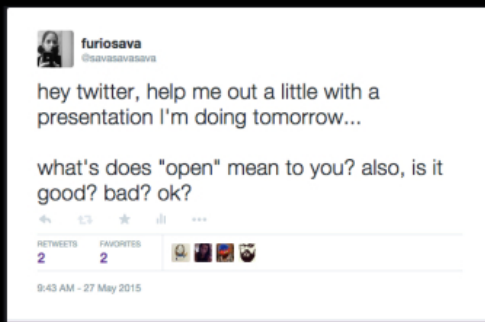 furiosava
@savasavasava
hey twitter, help me out a little with a
presentation I'm doing tomorrow...
what's does "open" mean to you? also, is it
good? bad? ok?
RETWEETS FAVORITES
2 2
9:43 AM - 27 May 2015